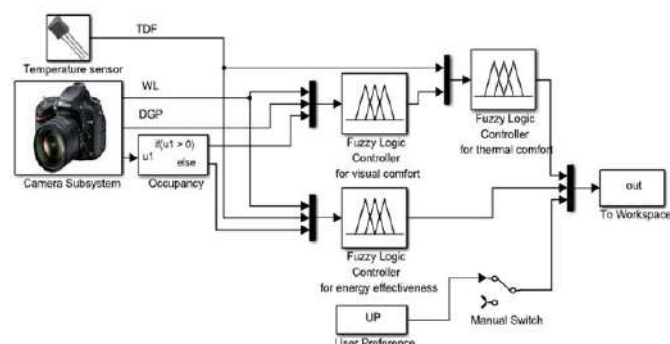 TDF
Temperature sensor
WL
DGP
Camera Subsystem
u1
if(u1 > 0)
else
Occupancy
Fuzzy Logic
Controller
for visual comfort
Fuzzy Logic
Controller
for thermal comfort
Fuzzy Logic
Controller
for energy effectiveness
out
To Workspace
UP
User Preference
Manual Switch